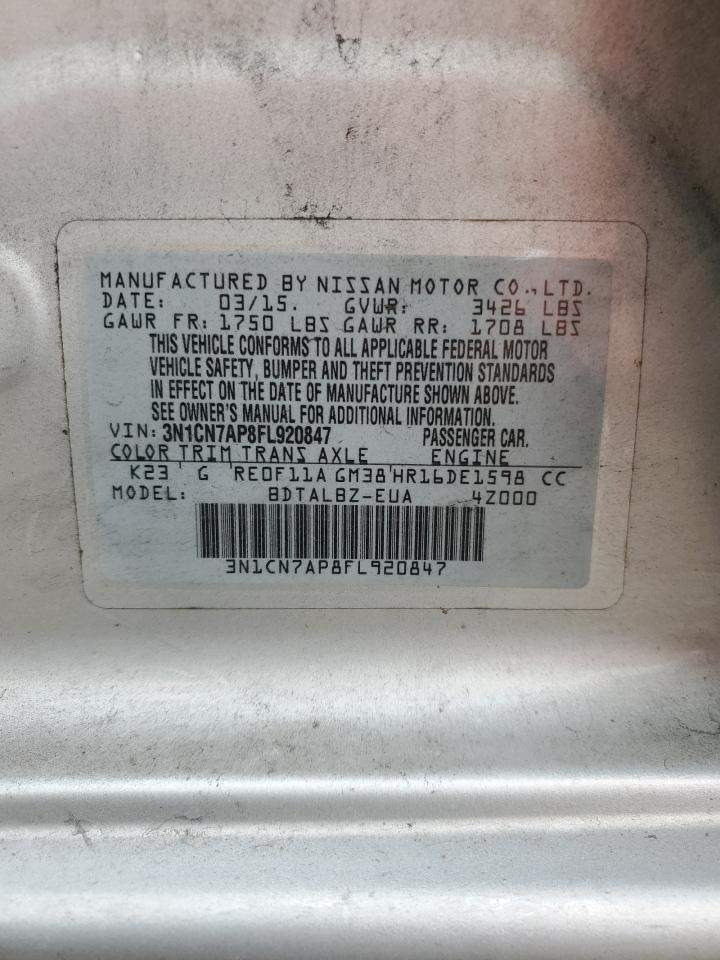 MANUFACTURED BY NISSAN MOTOR CO.,LTD.
DATE: 03/15. GVWR: 3426 LBS
GAWR FR: 1750 LBS GAWR RR: 1708 LBS
THIS VEHICLE CONFORMS TO ALL APPLICABLE FEDERAL MOTOR
VEHICLE SAFETY, BUMPER AND THEFT PREVENTION STANDARDS
IN EFFECT ON THE DATE OF MANUFACTURE SHOWN ABOVE.
SEE OWNER'S MANUAL FOR ADDITIONAL INFORMATION.
VIN: 3N1CN7AP8FL920847 PASSENGER CAR.
COLOR TRIM TRANS AXLE ENGINE
K23 G RE0F11A GM38 HR16DE1598 CC
MODEL: BDTALBZ-EUA 4Z000
3N1CN7AP8FL920847